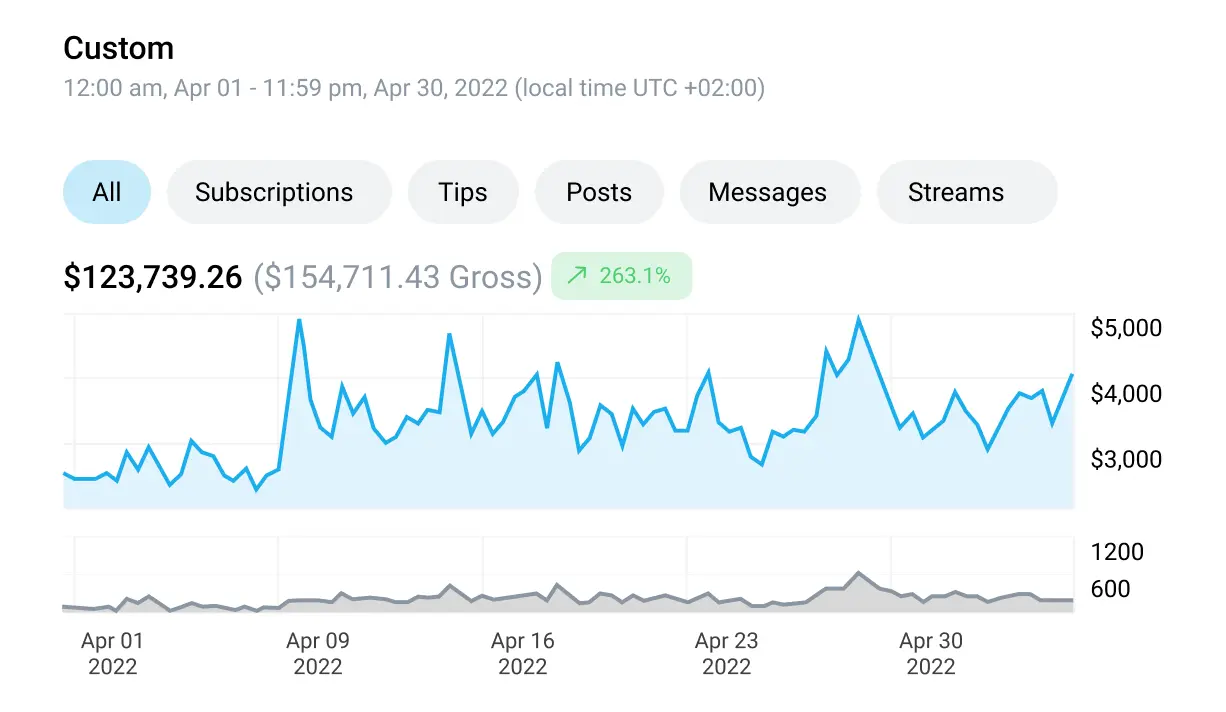 Custom
12:00 am, Apr 01 - 11:59 pm, Apr 30, 2022 (local time UTC +02:00)
All Subscriptions Tips Posts Messages Streams
$123,739.26 ($154,711.43 Gross) 263.1%
$5,000
$4,000
$3,000
1200
600
Apr 01 Apr 09 Apr 16 Apr 23 Apr 30
2022 2022 2022 2022 2022